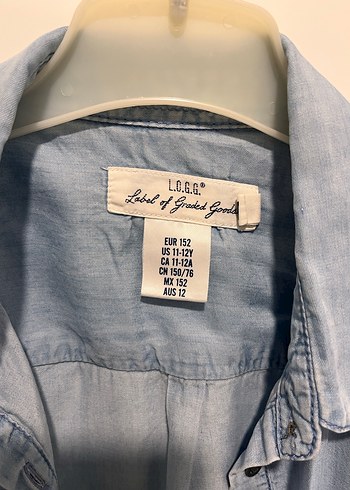 L.O.G.G.®
Label of Graded Goods
EUR 152
US 11-12Y
CA 11-12A
CN 150/76
MX 152
AUS 12